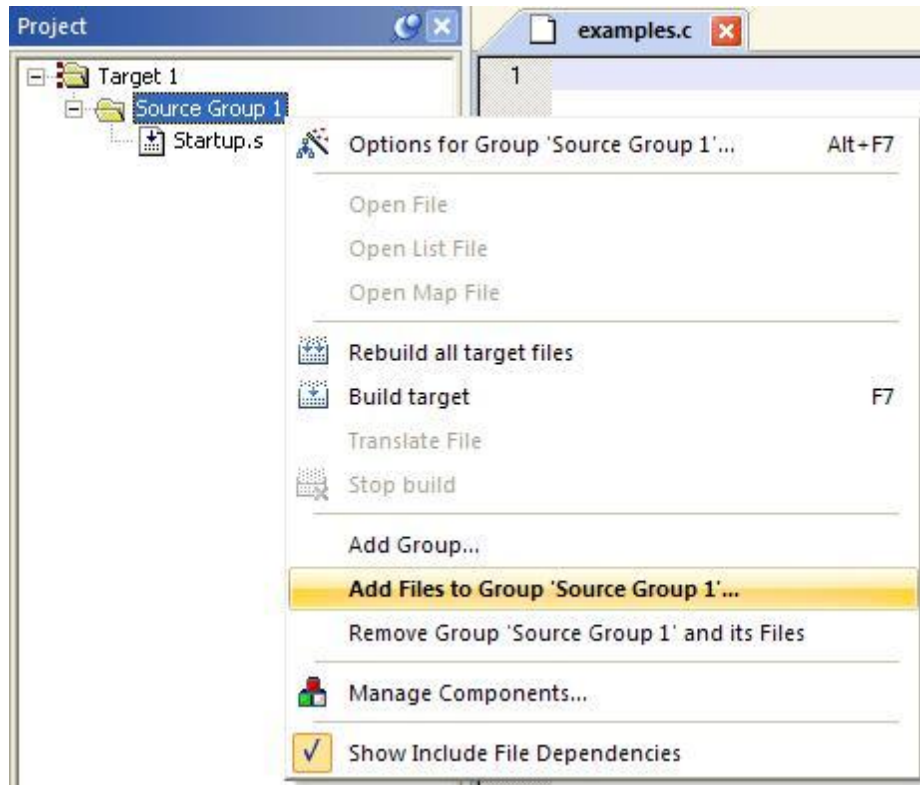 Project
examples.c
Target 1
1
Source Group 1
Startup.s
Options for Group 'Source Group 1'... Alt+F7
Open File
Open List File
Open Map File
Rebuild all target files
Build target F7
Translate File
Stop build
Add Group...
Add Files to Group 'Source Group 1'...
Remove Group 'Source Group 1' and its Files
Manage Components...
Show Include File Dependencies